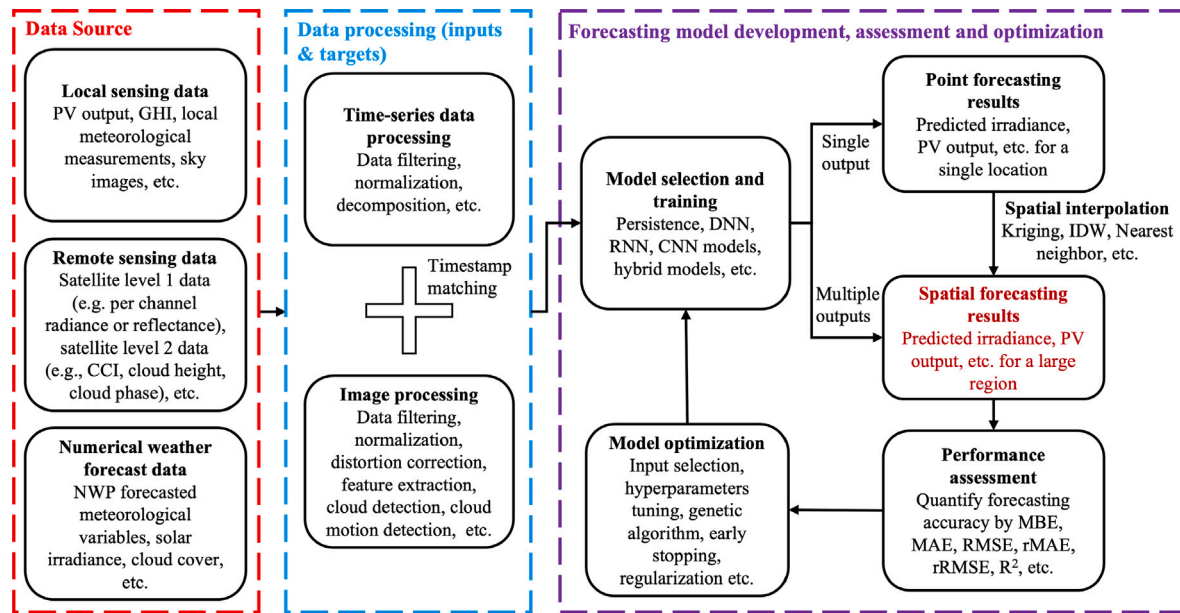 Data Source
Local sensing data
PV output, GHI, local
meteorological
measurements, sky
images, etc.
Remote sensing data
Satellite level 1 data
(e.g. per channel
radiance or reflectance),
satellite level 2 data
(e.g., CCI, cloud height,
cloud phase), etc.
Numerical weather
forecast data
NWP forecasted
meteorological
variables, solar
irradiance, cloud cover,
etc.
Data processing (inputs
& targets)
Time-series data
processing
Data filtering,
normalization,
decomposition, etc.
Timestamp
matching
Image processing
Data filtering,
normalization,
distortion correction,
feature extraction,
cloud detection, cloud
motion detection, etc.
Forecasting model development, assessment and optimization
Model selection and
training
Persistence, DNN,
RNN, CNN models,
hybrid models, etc.
Single
output
Multiple
outputs
Point forecasting
results
Predicted irradiance,
PV output, etc. for a
single location
Spatial interpolation
Kriging, IDW, Nearest
neighbor, etc.
Spatial forecasting
results
Predicted irradiance, PV
output, etc. for a large
region
Performance
assessment
Quantify forecasting
accuracy by MBE,
MAE, RMSE, rMAE,
rRMSE, R², etc.
Model optimization
Input selection,
hyperparameters
tuning, genetic
algorithm, early
stopping,
regularization etc.